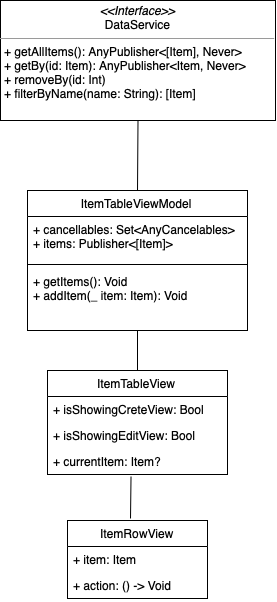 <<Interface>>
DataService
+ getAllItems(): AnyPublisher<[Item], Never>
+ getBy(id: Item): AnyPublisher<Item, Never>
+ removeBy(id: Int)
+ filterByName(name: String): [Item]
ItemTableViewModel
+ cancellables: Set<AnyCancelables>
+ items: Publisher<[Item]>
+ getItems(): Void
+ addItem(_ item: Item): Void
ItemTableView
+ isShowingCreteView: Bool
+ isShowingEditView: Bool
+ currentItem: Item?
ItemRowView
+ item: Item
+ action: () -> Void